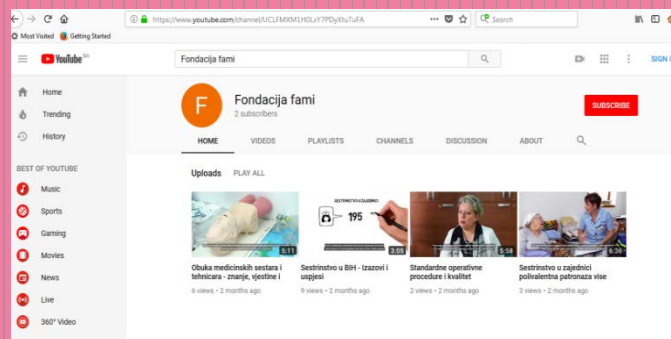 https://www.youtube.com/channel/UCLFMXM1H0LsY7PDyXtuTuFA
Search
Most Visited Getting Started
YouTube BA
Fondacija fami
SIGN
Home
Trending
History
BEST OF YOUTUBE
Music
Sports
Gaming
Movies
News
Live
360° Video
F
Fondacija fami
2 subscribers
SUBSCRIBE
HOME VIDEOS PLAYLISTS CHANNELS DISCUSSION ABOUT
Uploads PLAY ALL
5:11
SESTRINSTVO U ZAJEDNICI
195
3:05
5:58
6:36
Obuka medicinskih sestara i
tehnicara - znanje, vjestine i
6 views • 2 months ago
Sestrinstvo u BIH - Izazovi i
uspjesi
9 views • 2 months ago
Standardne operativne
procedure i kvalitet
2 views • 2 months ago
Sestrinstvo u zajednici
polivalentna patronaza vise
3 views • 2 months ago